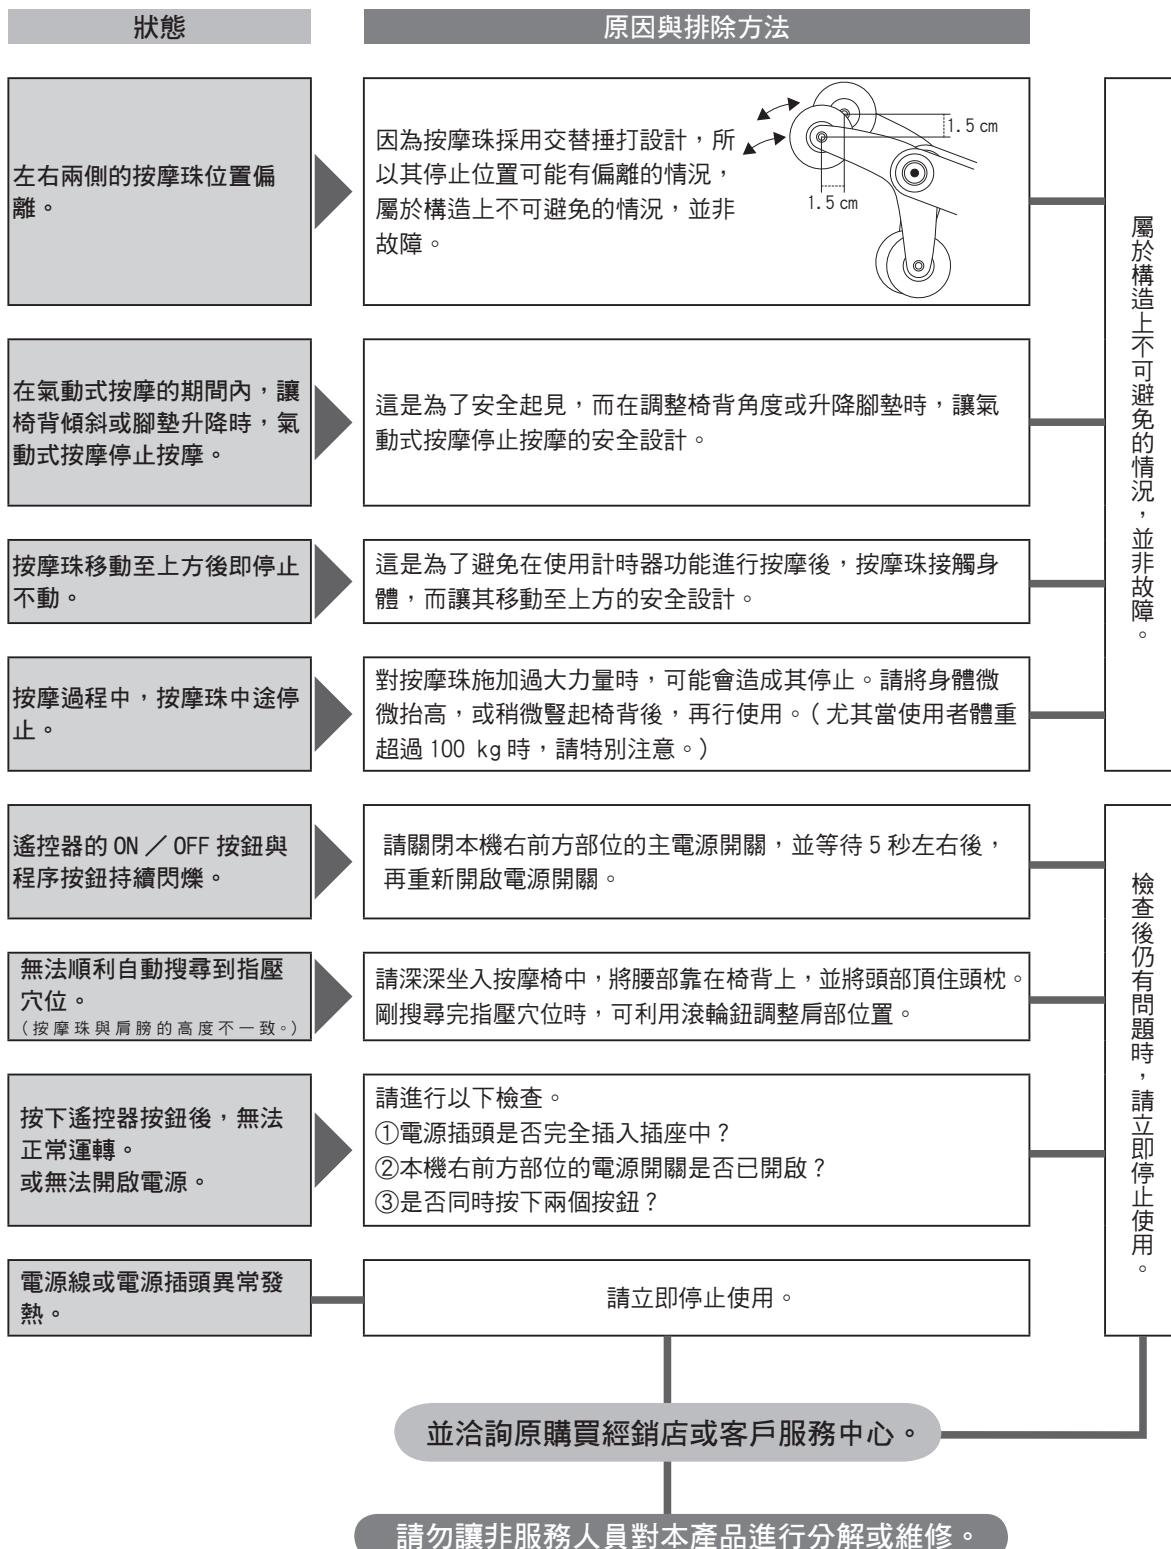 狀態
原因與排除方法
左右兩側的按摩珠位置偏
離。
因為按摩珠採用交替捶打設計，所
以其停止位置可能有偏離的情況，
屬於構造上不可避免的情況，並非
故障。
1.5 cm
1.5 cm
在氣動式按摩的期間內，讓
椅背傾斜或腳墊升降時，氣
動式按摩停止按摩。
這是為了安全起見，而在調整椅背角度或升降腳墊時，讓氣
動式按摩停止按摩的安全設計。
按摩珠移動至上方後即停止
不動。
這是為了避免在使用計時器功能進行按摩後，按摩珠接觸身
體，而讓其移動至上方的安全設計。
按摩過程中，按摩珠中途停
止。
對按摩珠施加過大力量時，可能會造成其停止。請將身體微
微抬高，或稍微豎起椅背後，再行使用。（尤其當使用者體重
超過 100 kg 時，請特別注意。）
屬於構造上不可避免的情況，並非故障。
遙控器的 ON ／ OFF 按鈕與
程序按鈕持續閃爍。
請關閉本機右前方部位的主電源開關，並等待 5 秒左右後，
再重新開啟電源開關。
無法順利自動搜尋到指壓
穴位。
（按摩珠與肩膀的高度不一致。）
請深深坐入按摩椅中，將腰部靠在椅背上，並將頭部頂住頭枕。
剛搜尋完指壓穴位時，可利用滾輪鈕調整肩部位置。
按下遙控器按鈕後，無法
正常運轉。
或無法開啟電源。
請進行以下檢查。
①電源插頭是否完全插入插座中？
②本機右前方部位的電源開關是否已開啟？
③是否同時按下兩個按鈕？
電源線或電源插頭異常發
熱。
請立即停止使用。
檢查後仍有問題時，請立即停止使用。
並洽詢原購買經銷店或客戶服務中心。
請勿讓非服務人員對本產品進行分解或維修。